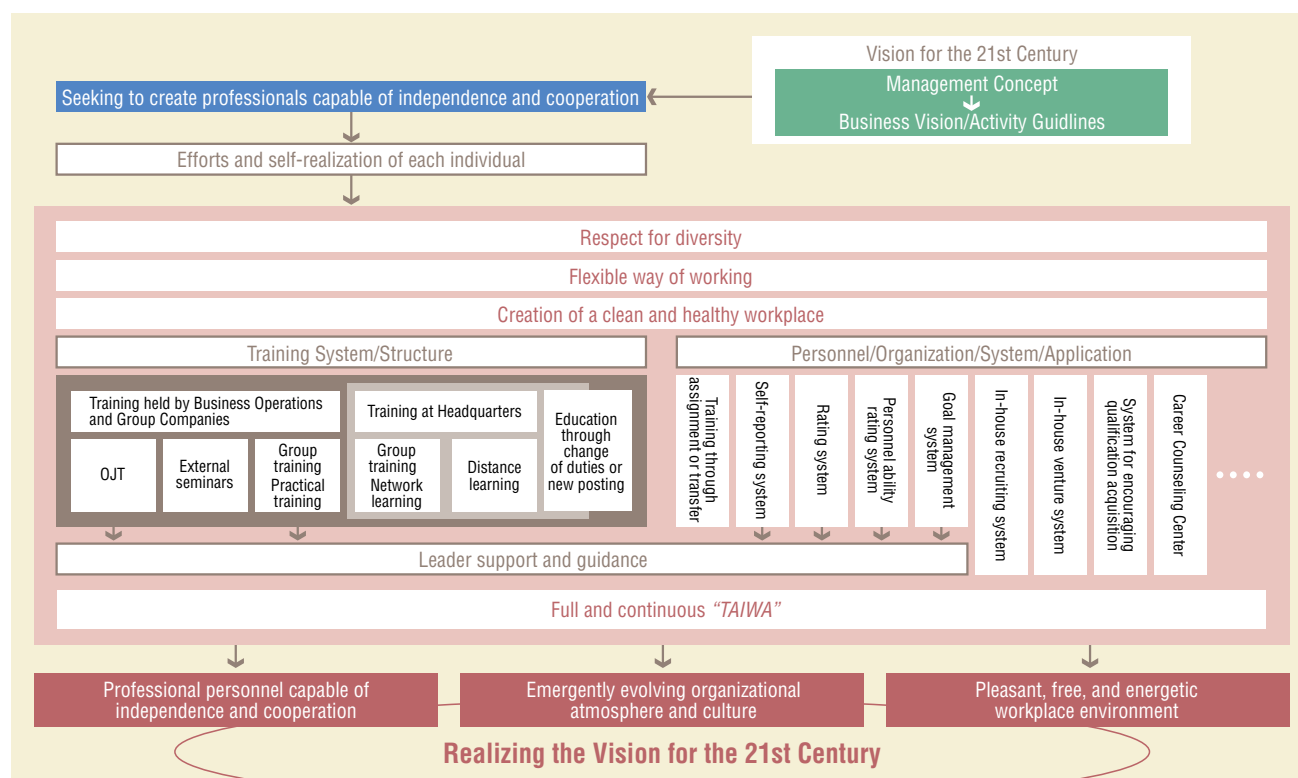 Vision for the 21st Century
Management Concept
Business Vision/Activity Guidlines
Seeking to create professionals capable of independence and cooperation
Efforts and self-realization of each individual
Respect for diversity
Flexible way of working
Creation of a clean and healthy workplace
Training System/Structure
Training held by Business Operations
and Group Companies
OJT
External
seminars
Group
training
Practical
training
Training at Headquarters
Group
training
Network
learning
Distance
learning
Education
through
change
of duties or
new posting
Personnel/Organization/System/Application
Training through
assignment or transfer
Self-reporting system
Rating system
Personnel ability
rating system
Goal management
system
In-house recruiting system
In-house venture system
System for encouraging
qualification acquisition
Career Counseling Center
• • • •
Leader support and guidance
Full and continuous "TAIWA"
Professional personnel capable of
independence and cooperation
Emergently evolving organizational
atmosphere and culture
Pleasant, free, and energetic
workplace environment
Realizing the Vision for the 21st Century